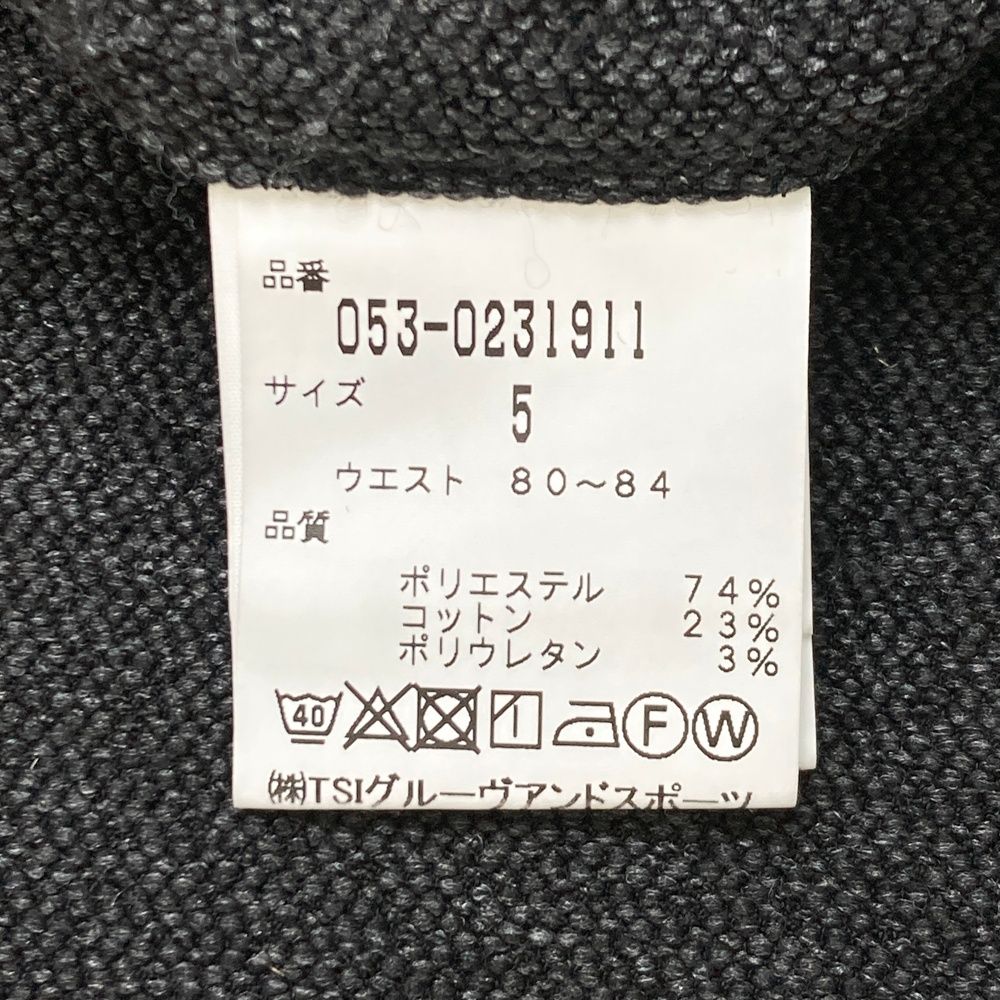 品番
053-0231911
サイズ
5
ウエスト 80～84
品質
ポリエステル 74%
コットン 23%
ポリウレタン 3%
40 F W
㈱TSIグルーヴアンドスポーツ